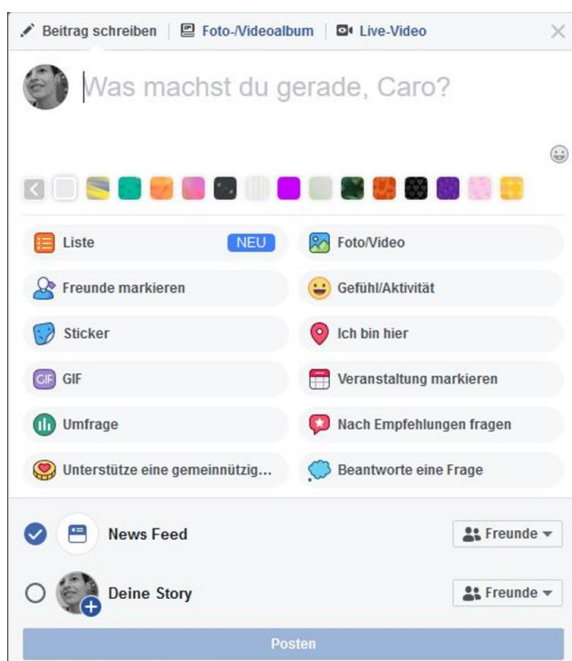 Beitrag schreiben Foto-/Videoalbum Live-Video
Was machst du gerade, Caro?
Liste NEU Foto/Video
Freunde markieren Gefühl/Aktivität
Sticker Ich bin hier
GIF GIF Veranstaltung markieren
Umfrage Nach Empfehlungen fragen
Unterstütze eine gemeinnützig... Beantworte eine Frage
News Feed Freunde
Deine Story Freunde
Posten